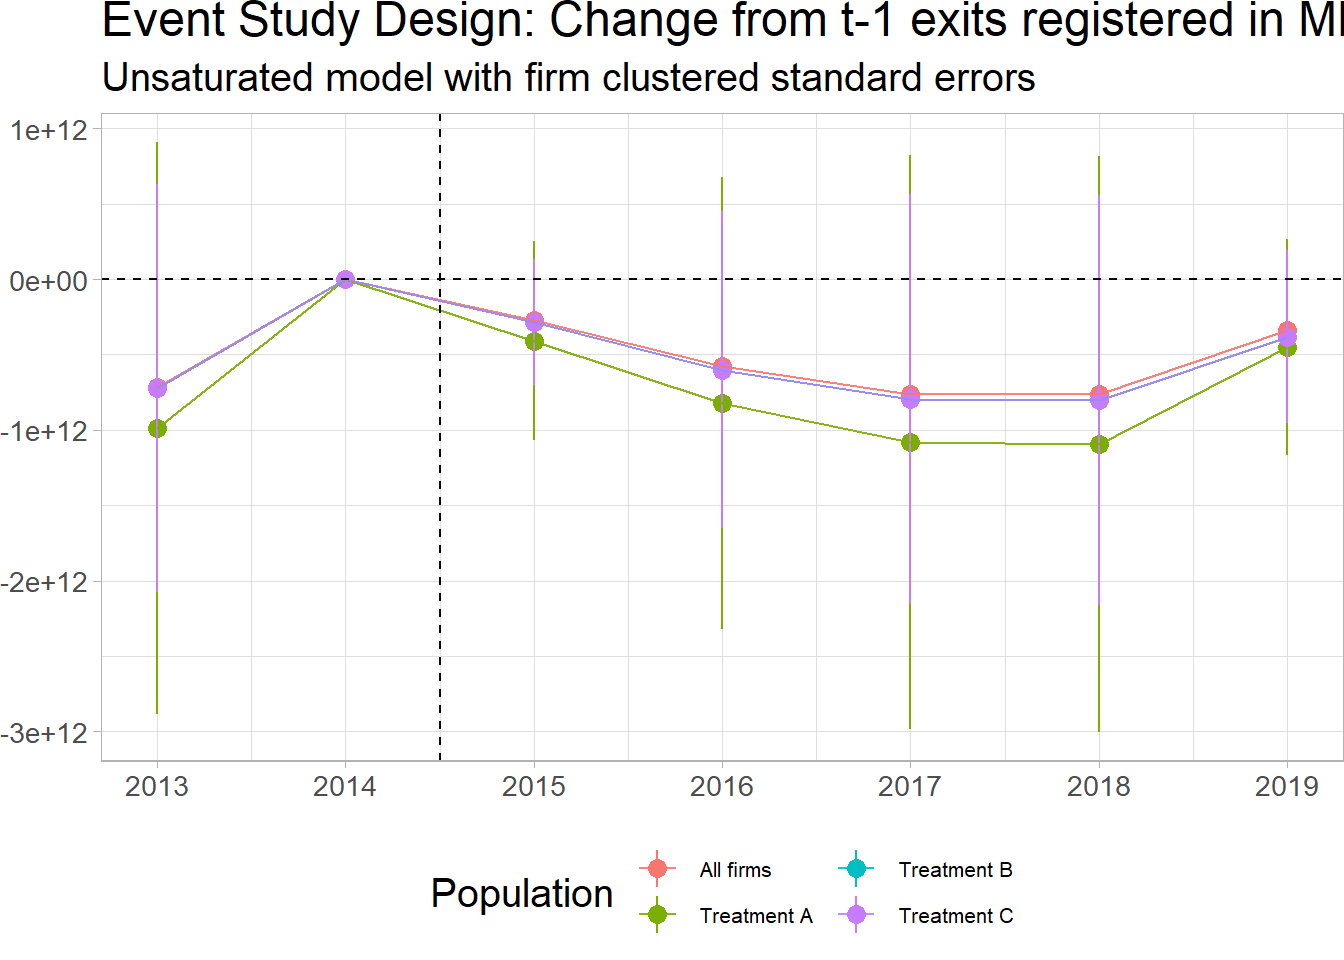 Event Study Design: Change from t-1 exits registered in
Unsaturated model with firm clustered standard errors
1e+12
0e+00
-1e+12
-2e+12
-3e+12
2013 2014 2015 2016 2017 2018 2019
Population
All firms
Treatment A
Treatment B
Treatment C